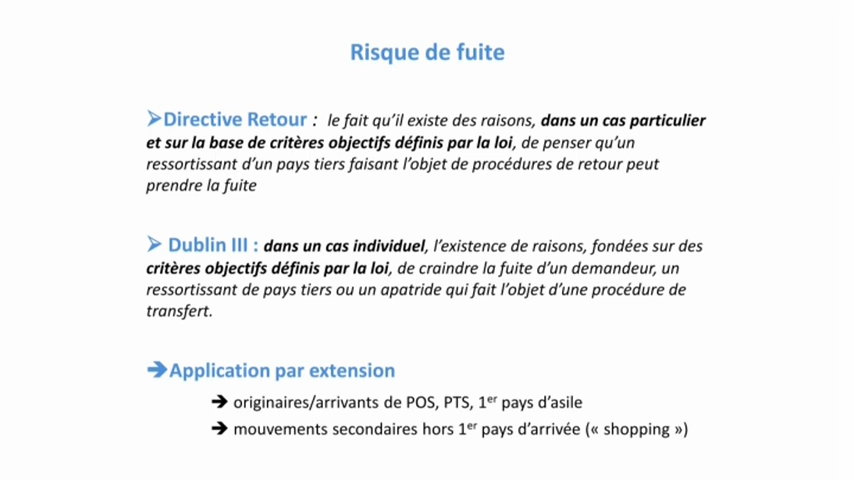 Risque de fuite
➢Directive Retour : le fait qu'il existe des raisons, dans un cas particulier
et sur la base de critères objectifs définis par la loi, de penser qu'un
ressortissant d'un pays tiers faisant l'objet de procédures de retour peut
prendre la fuite
➢ Dublin III : dans un cas individuel, l'existence de raisons, fondées sur des
critères objectifs définis par la loi, de craindre la fuite d'un demandeur, un
ressortissant de pays tiers ou un apatride qui fait l'objet d'une procédure de
transfert.
➔Application par extension
➔ originaires/arrivants de POS, PTS, 1er pays d'asile
➔ mouvements secondaires hors 1er pays d'arrivée (« shopping »)